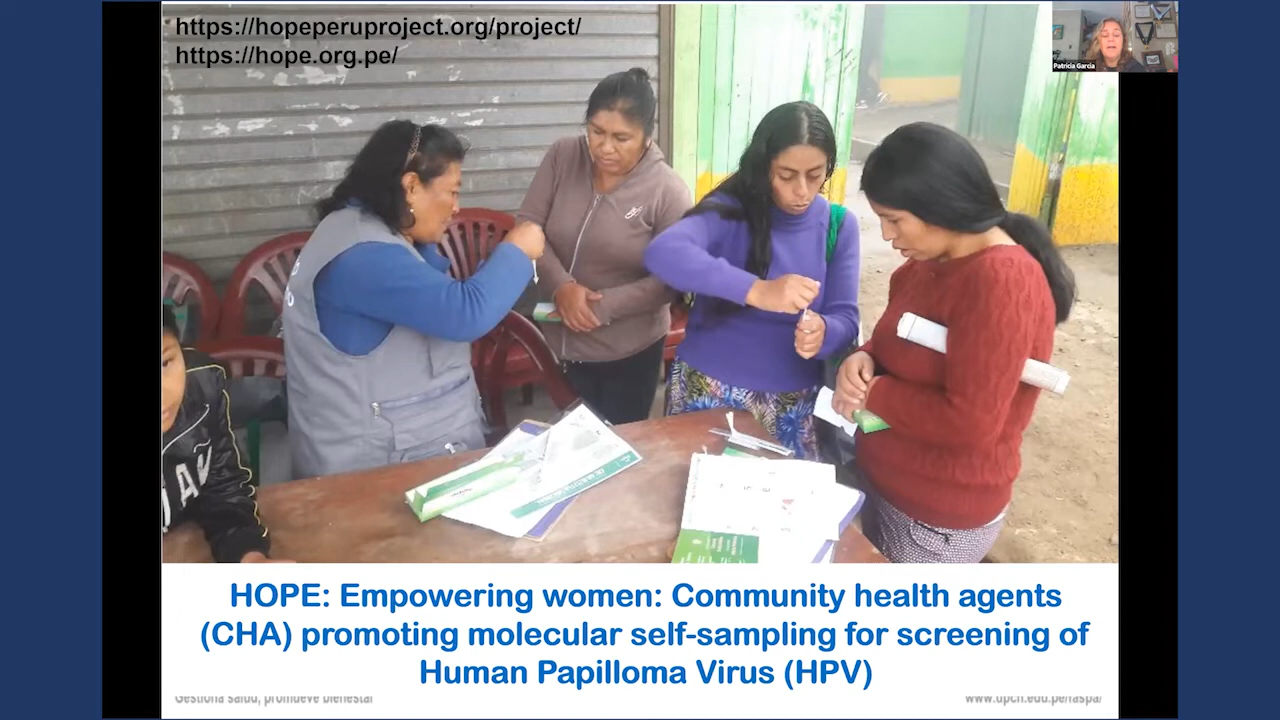 https://hopeperuproject.org/project/
https://hope.org.pe/
Patricia Garcia
HOPE: Empowering women: Community health agents
(CHA) promoting molecular self-sampling for screening of
Human Papilloma Virus (HPV)
Gestiona salud, promueve bienestar
www.upch.edu.pe/faspa/